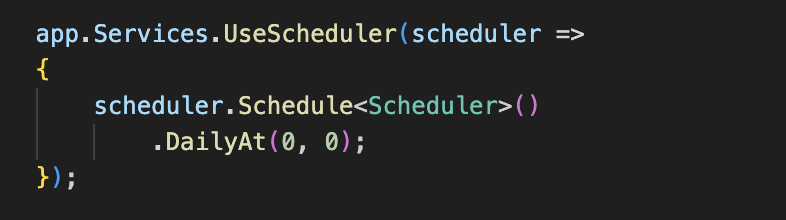 app.Services.UseScheduler(scheduler =>
{
    scheduler.Schedule<Scheduler>()
        .DailyAt(0, 0);
});